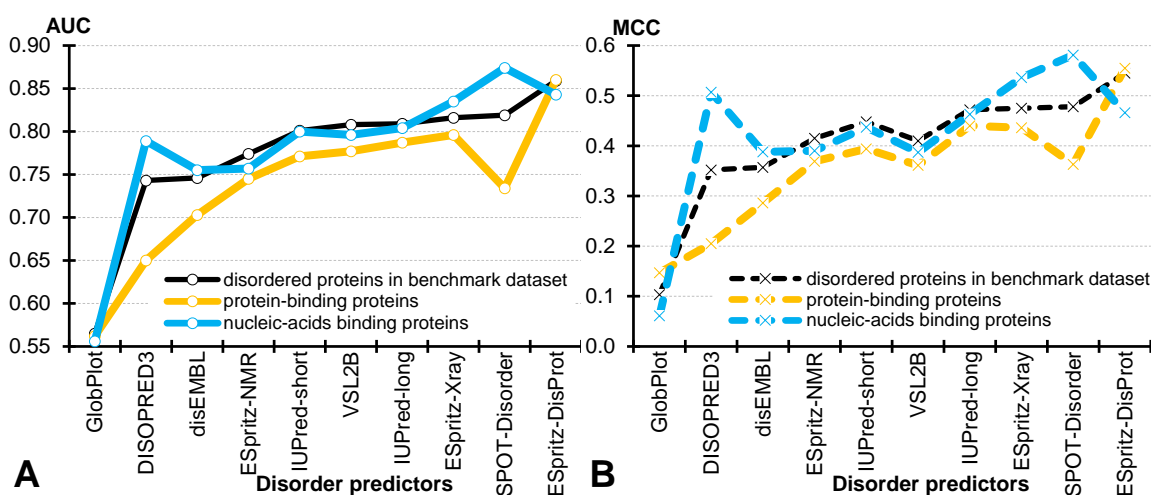 AUC
0.90
0.85
0.80
0.75
0.70
0.65
0.60
0.55
disordered proteins in benchmark dataset
protein-binding proteins
nucleic-acids binding proteins
GlobPlot
DISOPRED3
disEMBL
ESpritz-NMR
IUPred-short
VSL2B
IUPred-long
ESpritz-Xray
SPOT-Disorder
ESpritz-DisProt
A
Disorder predictors
MCC
0.6
0.5
0.4
0.3
0.2
0.1
0.0
disordered proteins in benchmark dataset
protein-binding proteins
nucleic-acids binding proteins
GlobPlot
DISOPRED3
disEMBL
ESpritz-NMR
IUPred-short
VSL2B
IUPred-long
ESpritz-Xray
SPOT-Disorder
ESpritz-DisProt
B
Disorder predictors